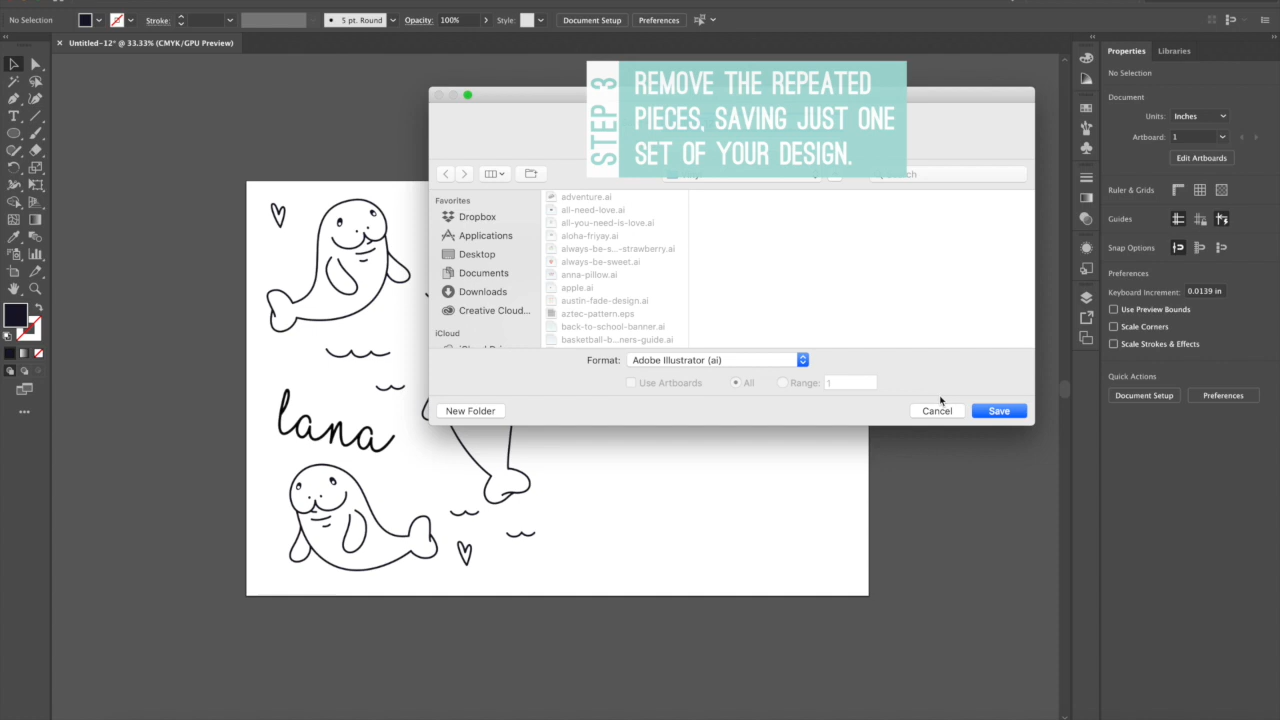 No Selection
Stroke:
5 pt. Round
Opacity: 100%
Style:
Document Setup
Preferences
× Untitled-12* @ 33.33% (CMYK/GPU Preview)
STEP 3
REMOVE THE REPEATED
PIECES, SAVING JUST ONE
SET OF YOUR DESIGN.
Favorites
Dropbox
Applications
Desktop
Documents
Downloads
Creative Cloud...
iCloud
adventure.ai
all-need-love.ai
all-you-need-is-love.ai
aloha-friyay.ai
always-be-s...-strawberry.ai
always-be-sweet.ai
anna-pillow.ai
apple.ai
austin-fade-design.ai
aztec-pattern.eps
back-to-school-banner.ai
basketball-b...ners-guide.ai
Format: Adobe Illustrator (ai)
Use Artboards
All
Range: 1
New Folder
Cancel
Save
lana
Properties
Libraries
No Selection
Document
Units: Inches
Artboard: 1
Edit Artboards
Ruler & Grids
Guides
Snap Options
Preferences
Keyboard Increment: 0.0139 in
Use Preview Bounds
Scale Corners
Scale Strokes & Effects
Quick Actions
Document Setup
Preferences